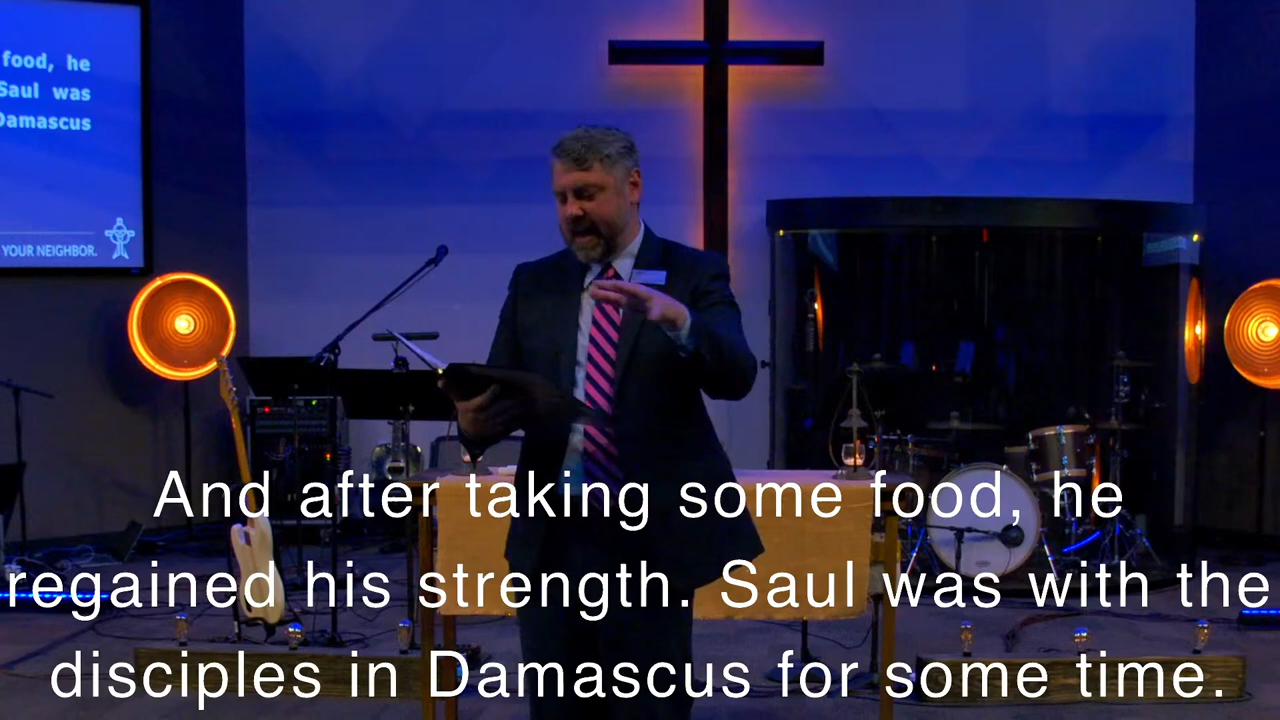 food, he
Saul was
Damascus
YOUR NEIGHBOR.
And after taking some food, he
regained his strength. Saul was with the
disciples in Damascus for some time.